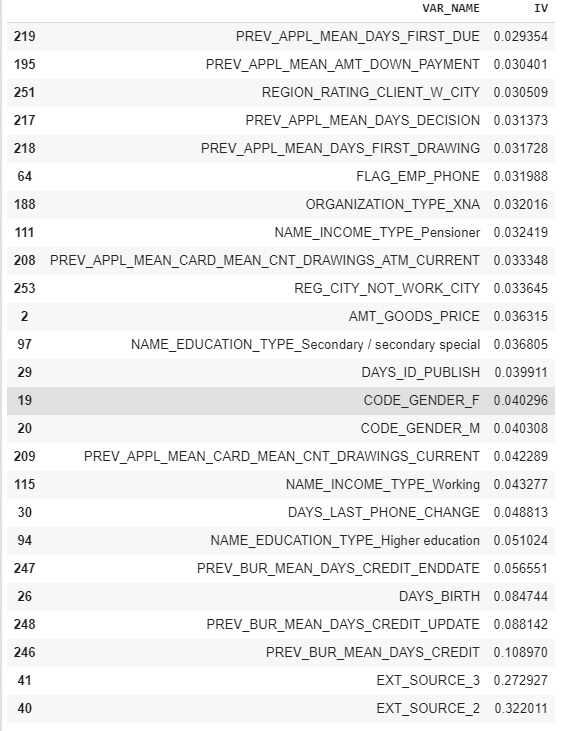 VAR_NAME IV
219 PREV_APPL_MEAN_DAYS_FIRST_DUE 0.029354
195 PREV_APPL_MEAN_AMT_DOWN_PAYMENT 0.030401
251 REGION_RATING_CLIENT_W_CITY 0.030509
217 PREV_APPL_MEAN_DAYS_DECISION 0.031373
218 PREV_APPL_MEAN_DAYS_FIRST_DRAWING 0.031728
64 FLAG_EMP_PHONE 0.031988
188 ORGANIZATION_TYPE_XNA 0.032016
111 NAME_INCOME_TYPE_Pensioner 0.032419
208 PREV_APPL_MEAN_CARD_MEAN_CNT_DRAWINGS_ATM_CURRENT 0.033348
253 REG_CITY_NOT_WORK_CITY 0.033645
2 AMT_GOODS_PRICE 0.036315
97 NAME_EDUCATION_TYPE_Secondary / secondary special 0.036805
29 DAYS_ID_PUBLISH 0.039911
19 CODE_GENDER_F 0.040296
20 CODE_GENDER_M 0.040308
209 PREV_APPL_MEAN_CARD_MEAN_CNT_DRAWINGS_CURRENT 0.042289
115 NAME_INCOME_TYPE_Working 0.043277
30 DAYS_LAST_PHONE_CHANGE 0.048813
94 NAME_EDUCATION_TYPE_Higher education 0.051024
247 PREV_BUR_MEAN_DAYS_CREDIT_ENDDATE 0.056551
26 DAYS_BIRTH 0.084744
248 PREV_BUR_MEAN_DAYS_CREDIT_UPDATE 0.088142
246 PREV_BUR_MEAN_DAYS_CREDIT 0.108970
41 EXT_SOURCE_3 0.272927
40 EXT_SOURCE_2 0.322011